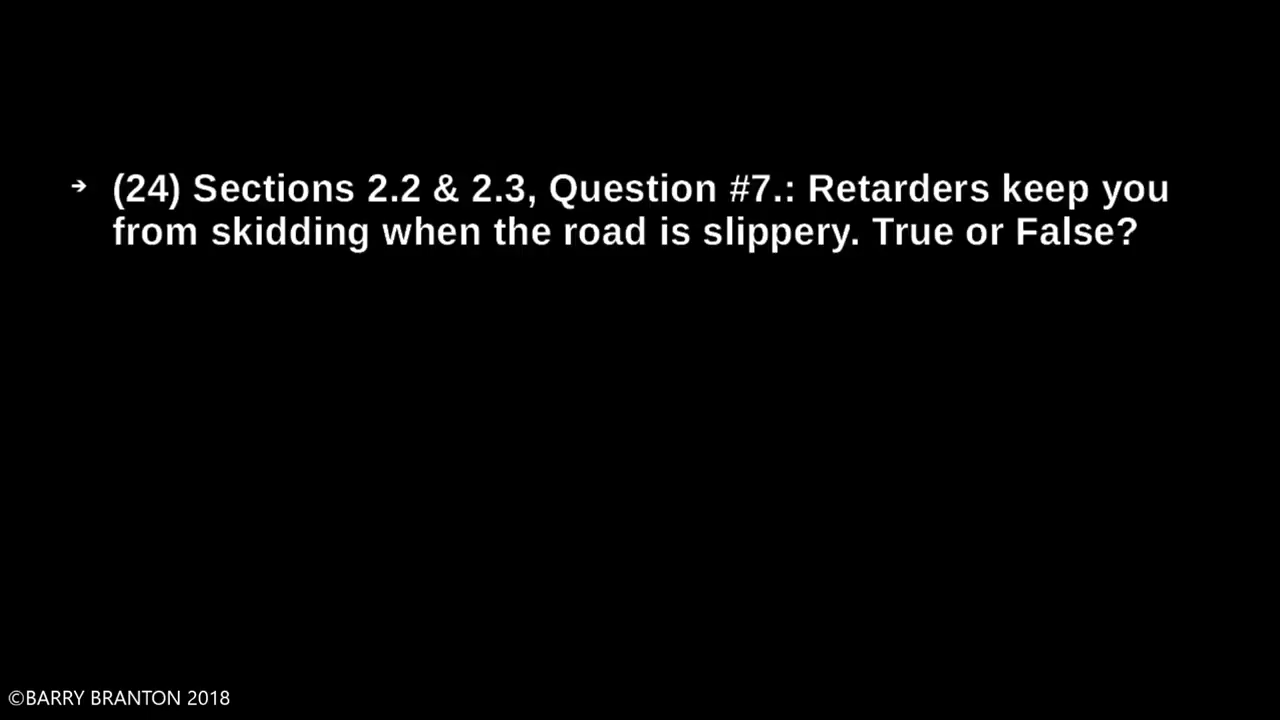 ➔ (24) Sections 2.2 & 2.3, Question #7.: Retarders keep you
from skidding when the road is slippery. True or False?
©BARRY BRANTON 2018